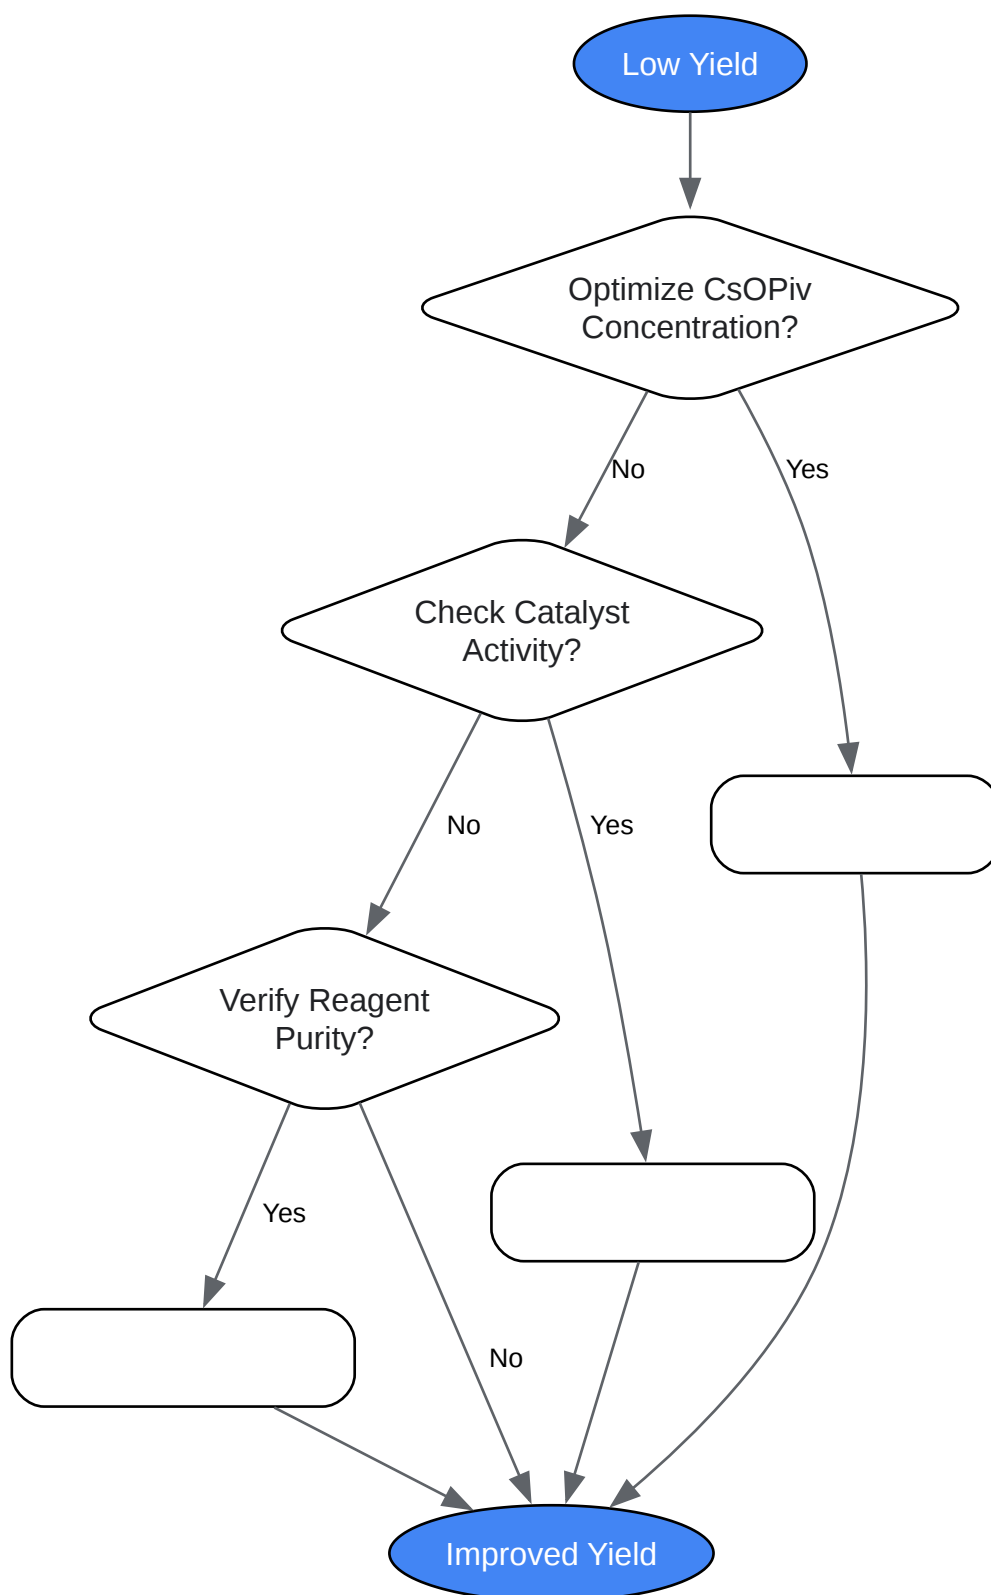 Low Yield
Optimize CsOPiv
Concentration?
No
Yes
Check Catalyst
Activity?
No
Yes
Verify Reagent
Purity?
Yes
No
Improved Yield